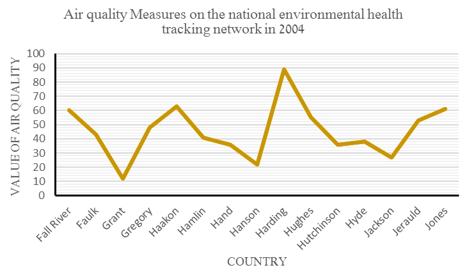 Air quality Measures on the national environmental health
tracking network in 2004
VALUE OF AIR QUALITY
100
90
80
70
60
50
40
30
20
10
0
Fall River
Faulk
Grant
Gregory
Haakon
Hamlin
Hand
Hanson
Harding
Hughes
Hutchinson
Hyde
Jackson
Jerauld
Jones
COUNTRY